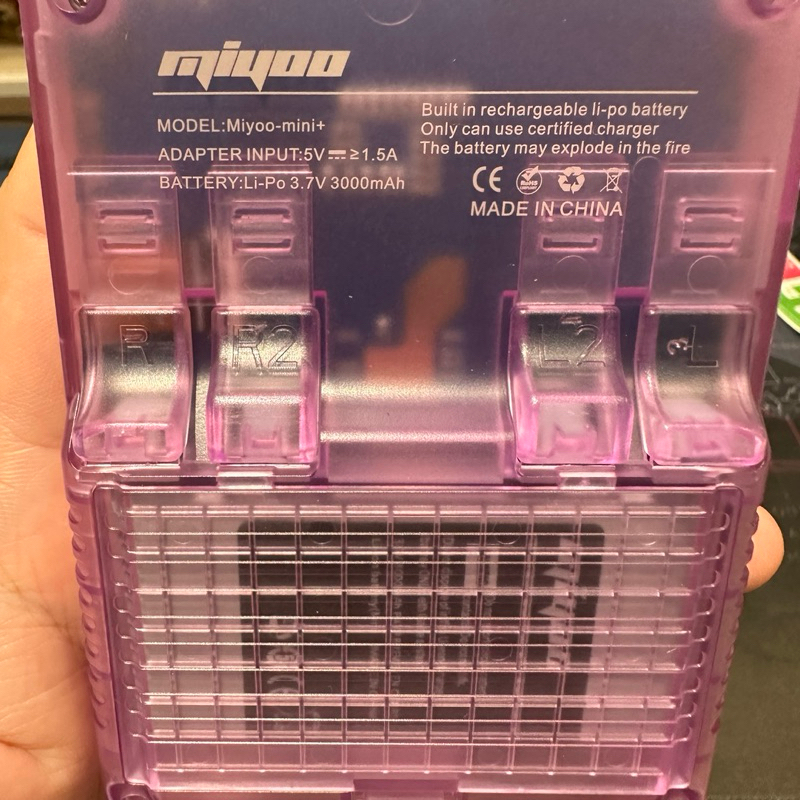 miyoo
MODEL:Miyoo-mini+
ADAPTER INPUT:5V⎓≥1.5A
BATTERY:Li-Po 3.7V 3000mAh
Built in rechargeable li-po battery
Only can use certified charger
The battery may explode in the fire
CE RoHS
MADE IN CHINA
R R2 L2 L